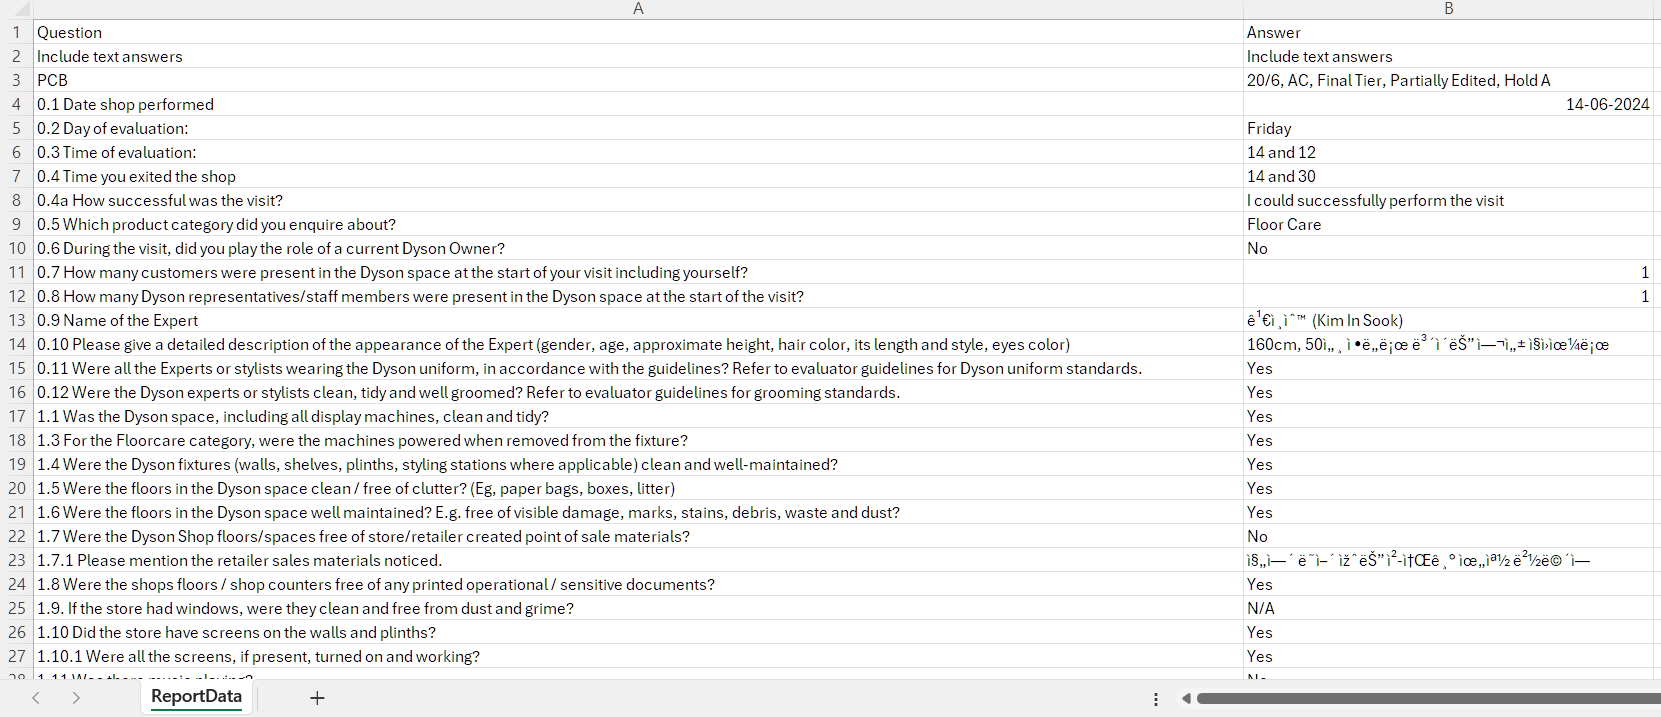 A B
1 Question Answer
2 Include text answers Include text answers
3 PCB 20/6, AC, Final Tier, Partially Edited, Hold A
4 0.1 Date shop performed 14-06-2024
5 0.2 Day of evaluation: Friday
6 0.3 Time of evaluation: 14 and 12
7 0.4 Time you exited the shop 14 and 30
8 0.4a How successful was the visit? I could successfully perform the visit
9 0.5 Which product category did you enquire about? Floor Care
10 0.6 During the visit, did you play the role of a current Dyson Owner? No
11 0.7 How many customers were present in the Dyson space at the start of your visit including yourself? 1
12 0.8 How many Dyson representatives/staff members were present in the Dyson space at the start of the visit? 1
13 0.9 Name of the Expert (Kim In Sook)
14 0.10 Please give a detailed description of the appearance of the Expert (gender, age, approximate height, hair color, its length and style, eyes color) 160cm,
15 0.11 Were all the Experts or stylists wearing the Dyson uniform, in accordance with the guidelines? Refer to evaluator guidelines for Dyson uniform standards. Yes
16 0.12 Were the Dyson experts or stylists clean, tidy and well groomed? Refer to evaluator guidelines for grooming standards. Yes
17 1.1 Was the Dyson space, including all display machines, clean and tidy? Yes
18 1.3 For the Floorcare category, were the machines powered when removed from the fixture? Yes
19 1.4 Were the Dyson fixtures (walls, shelves, plinths, styling stations where applicable) clean and well-maintained? Yes
20 1.5 Were the floors in the Dyson space clean / free of clutter? (Eg, paper bags, boxes, litter) Yes
21 1.6 Were the floors in the Dyson space well maintained? E.g. free of visible damage, marks, stains, debris, waste and dust? Yes
22 1.7 Were the Dyson Shop floors/spaces free of store/retailer created point of sale materials? No
23 1.7.1 Please mention the retailer sales materials noticed.
24 1.8 Were the shops floors / shop counters free of any printed operational / sensitive documents? Yes
25 1.9. If the store had windows, were they clean and free from dust and grime? N/A
26 1.10 Did the store have screens on the walls and plinths? Yes
27 1.10.1 Were all the screens, if present, turned on and working? Yes
ReportData